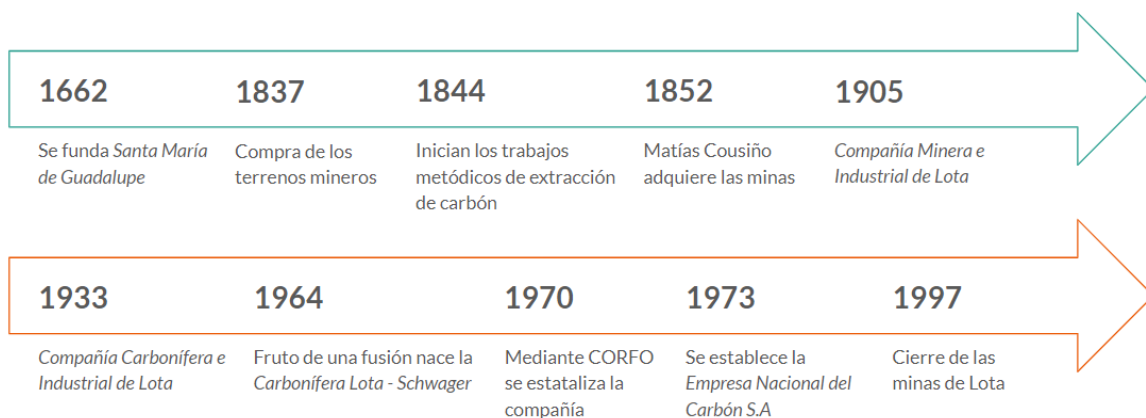 1662
1837
1844
1852
1905
Se funda Santa María
de Guadalupe
Compra de los
terrenos mineros
Inician los trabajos
metódicos de extracción
de carbón
Matías Cousiño
adquiere las minas
Compañía Minera e
Industrial de Lota
1933
1964
1970
1973
1997
Compañía Carbonífera e
Industrial de Lota
Fruto de una fusión nace la
Carbonífera Lota - Schwager
Mediante CORFO
se estataliza la
compañía
Se establece la
Empresa Nacional del
Carbón S.A
Cierre de las
minas de Lota